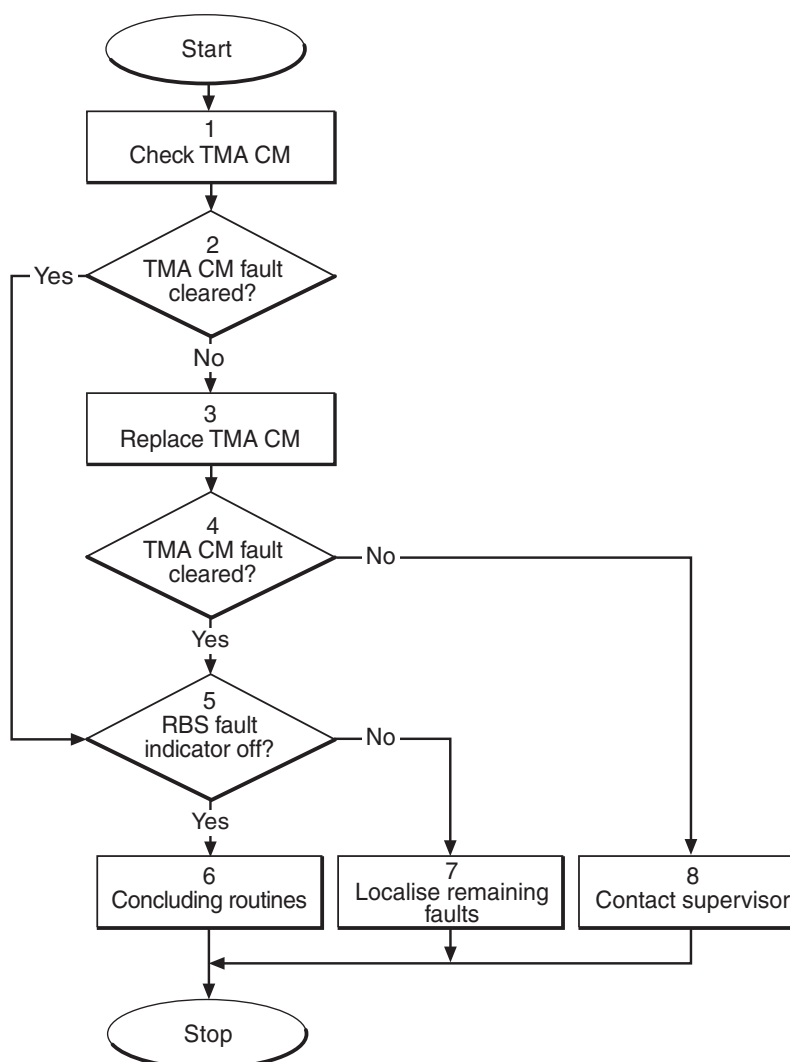 Start
1
Check TMA CM
2
TMA CM fault
cleared?
Yes
No
3
Replace TMA CM
4
TMA CM fault
cleared?
No
Yes
5
RBS fault
indicator off?
No
Yes
6
Concluding routines
7
Localise remaining
faults
8
Contact supervisor
Stop